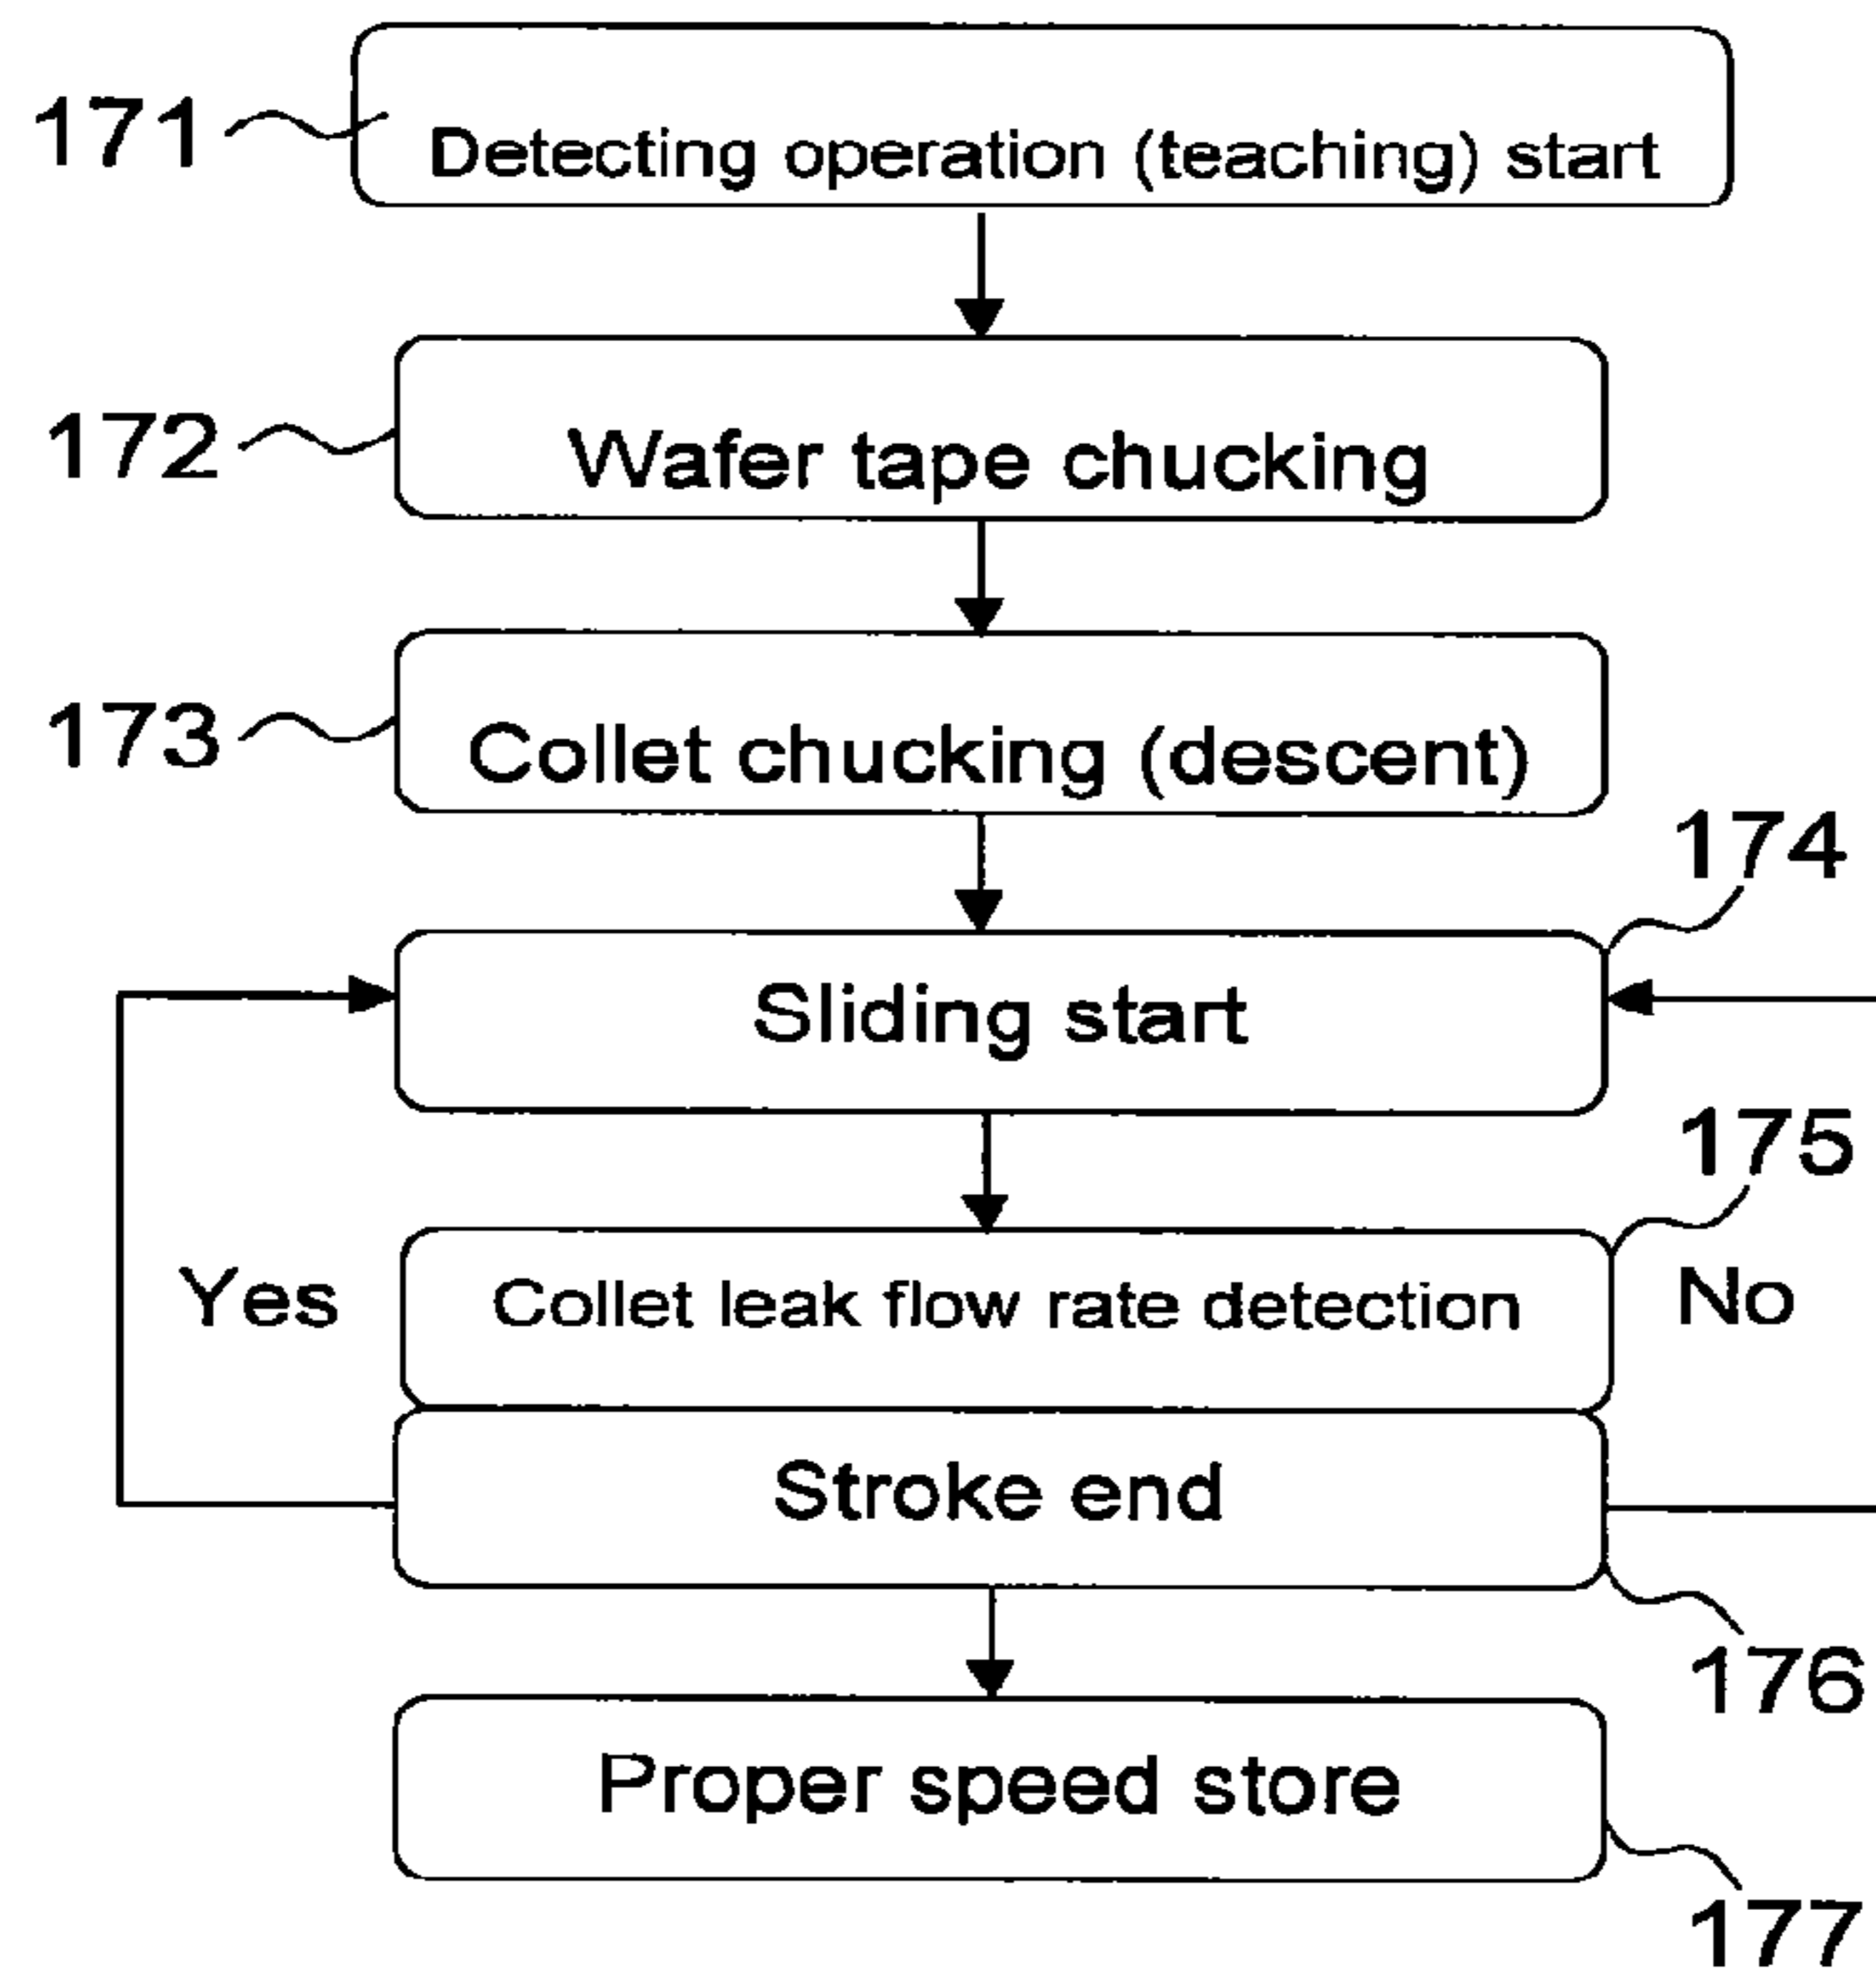 171
Detecting operation (teaching) start
172
Wafer tape chucking
173
Collet chucking (descent)
174
Sliding start
175
Yes
Collet leak flow rate detection
No
Stroke end
176
Proper speed store
177